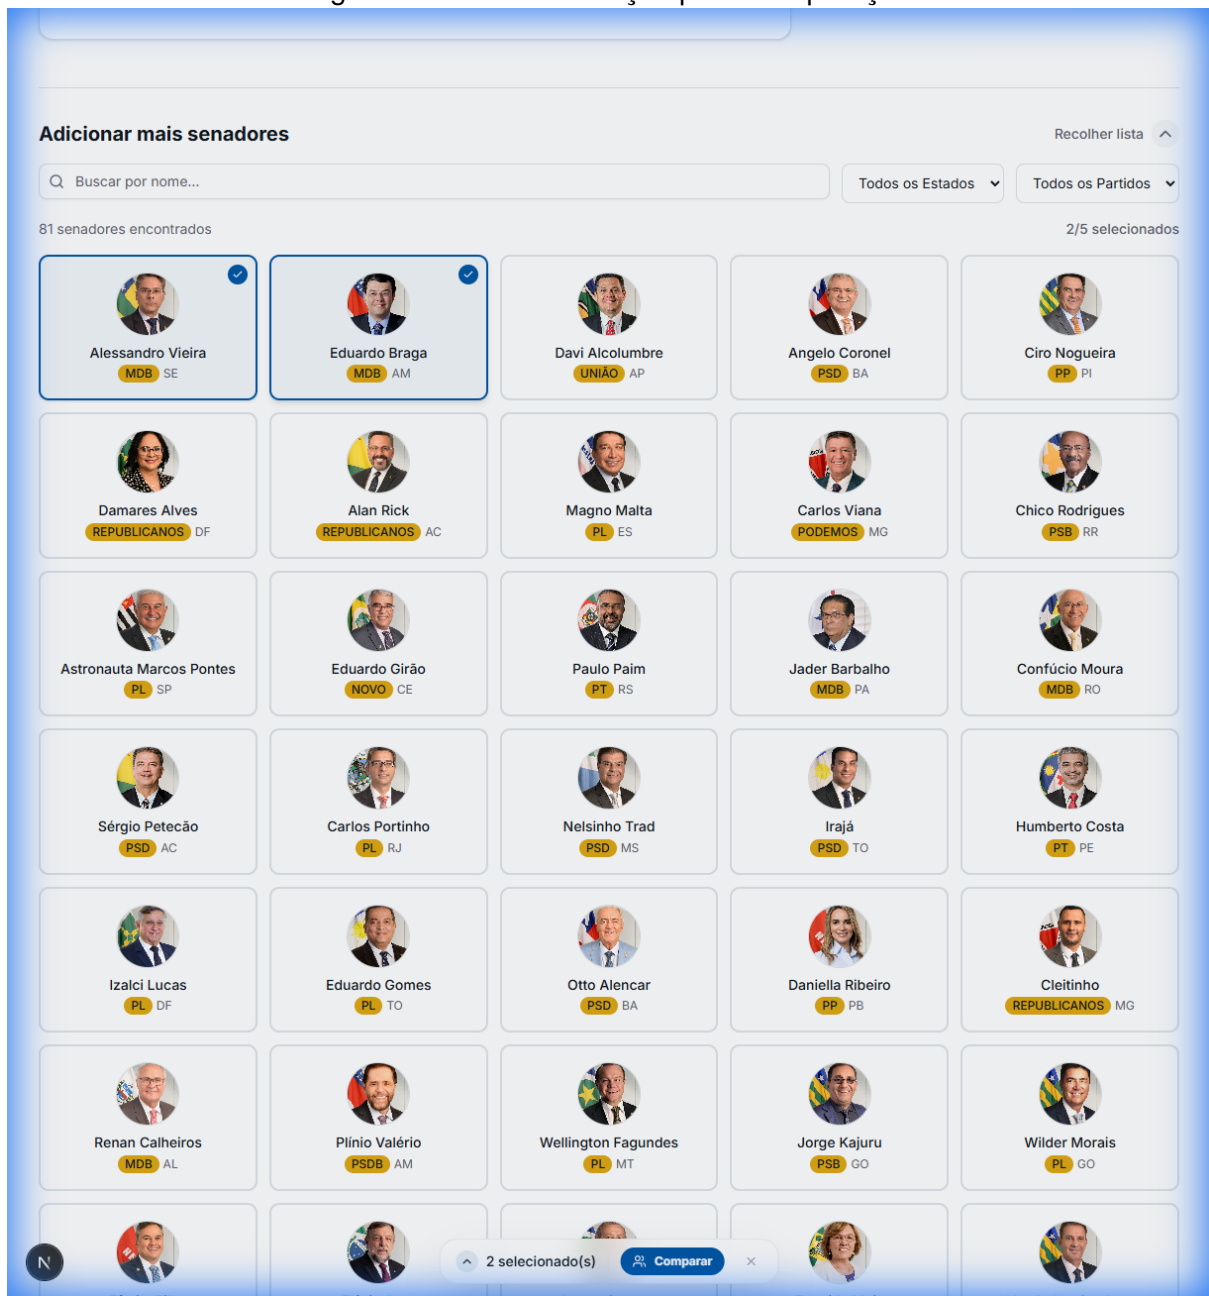 Adicionar mais senadores
Recolher lista
Buscar por nome...
Todos os Estados
Todos os Partidos
81 senadores encontrados
2/5 selecionados
Alessandro Vieira
MDB SE
Eduardo Braga
MDB AM
Davi Alcolumbre
UNIÃO AP
Angelo Coronel
PSD BA
Ciro Nogueira
PP PI
Damares Alves
REPUBLICANOS DF
Alan Rick
REPUBLICANOS AC
Magno Malta
PL ES
Carlos Viana
PODEMOS MG
Chico Rodrigues
PSB RR
Astronauta Marcos Pontes
PL SP
Eduardo Girão
NOVO CE
Paulo Paim
PT RS
Jader Barbalho
MDB PA
Confúcio Moura
MDB RO
Sérgio Petecão
PSD AC
Carlos Portinho
PL RJ
Nelsinho Trad
PSD MS
Irajá
PSD TO
Humberto Costa
PT PE
Izalci Lucas
PL DF
Eduardo Gomes
PL TO
Otto Alencar
PSD BA
Daniella Ribeiro
PP PB
Cleitinho
REPUBLICANOS MG
Renan Calheiros
MDB AL
Plínio Valério
PSDB AM
Wellington Fagundes
PL MT
Jorge Kajuru
PSB GO
Wilder Morais
PL GO
N
2 selecionado(s)
Comparar